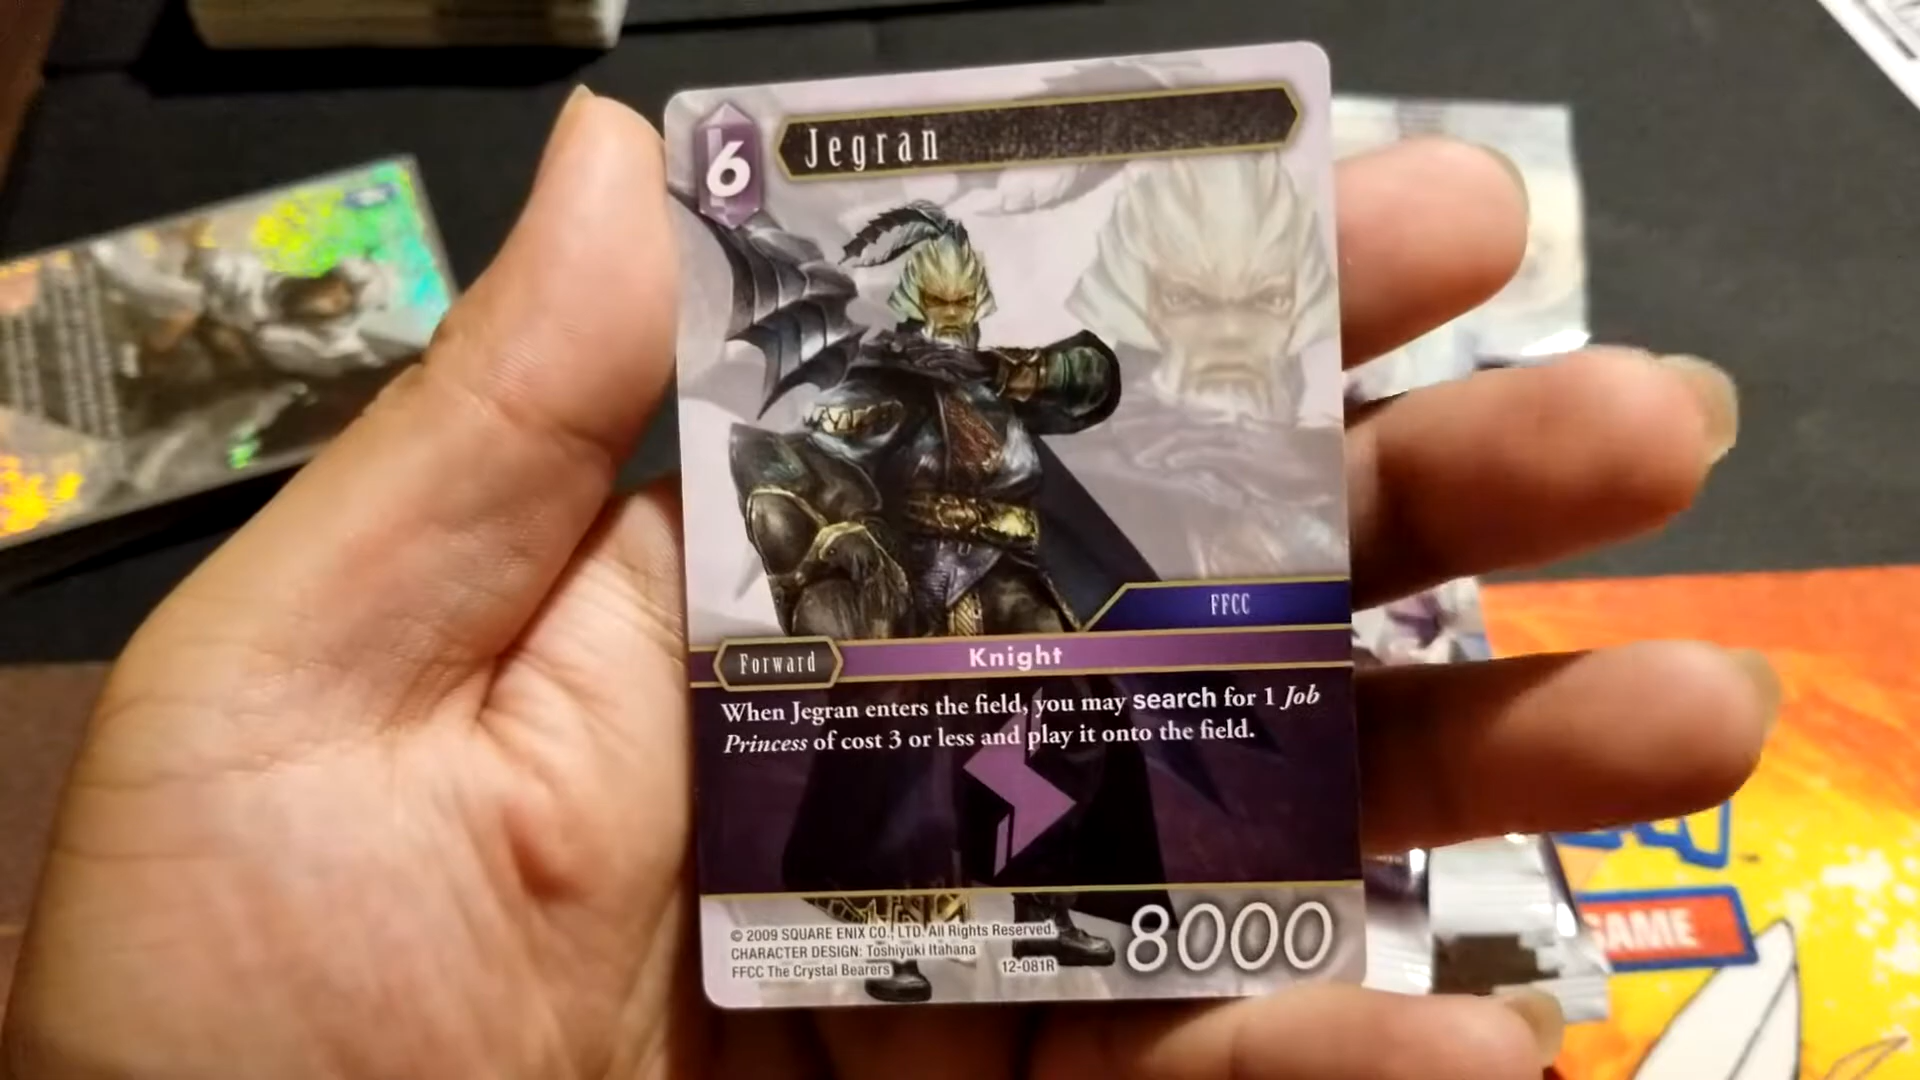 6
Jegran
FFCC
Forward
Knight
When Jegran enters the field, you may search for 1 Job
Princess of cost 3 or less and play it onto the field.
© 2009 SQUARE ENIX CO., LTD. All Rights Reserved.
CHARACTER DESIGN: Toshiyuki Itahana
FFCC The Crystal Bearers
12-081R
8000
GAME